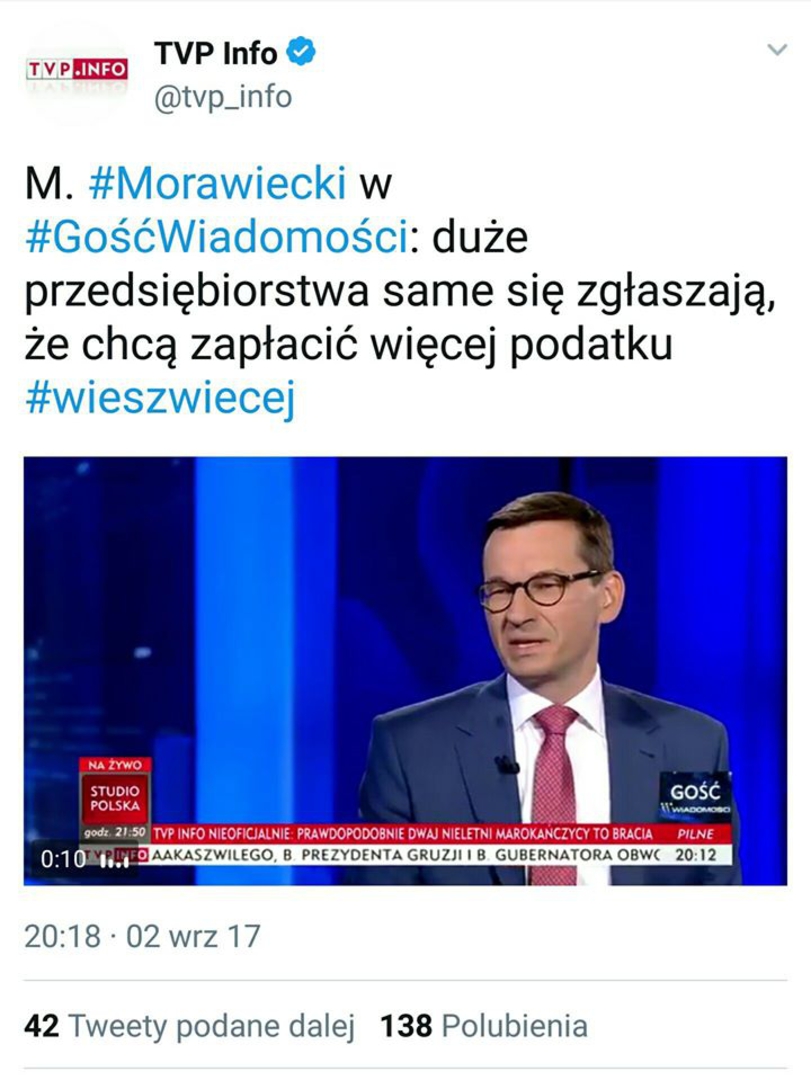 TVP.INFO
TVP Info
@tvp_info
M. #Morawiecki w
#GośćWiadomości: duże
przedsiębiorstwa same się zgłaszają,
że chcą zapłacić więcej podatku
#wieszwiecej
NA ŻYWO
STUDIO
POLSKA
GOŚĆ
WIADOMOŚCI
godz. 21:50 TVP INFO NIEOFICJALNIE: PRAWDOPODOBNIE DWAJ NIELETNI MAROKAŃCZYCY TO BRACIA PILNE
0:10 TVP INFO AAKASZWILEGO, B. PREZYDENTA GRUZJI I B. GUBERNATORA OBWC 20:12
20:18 · 02 wrz 17
42 Tweety podane dalej 138 Polubienia